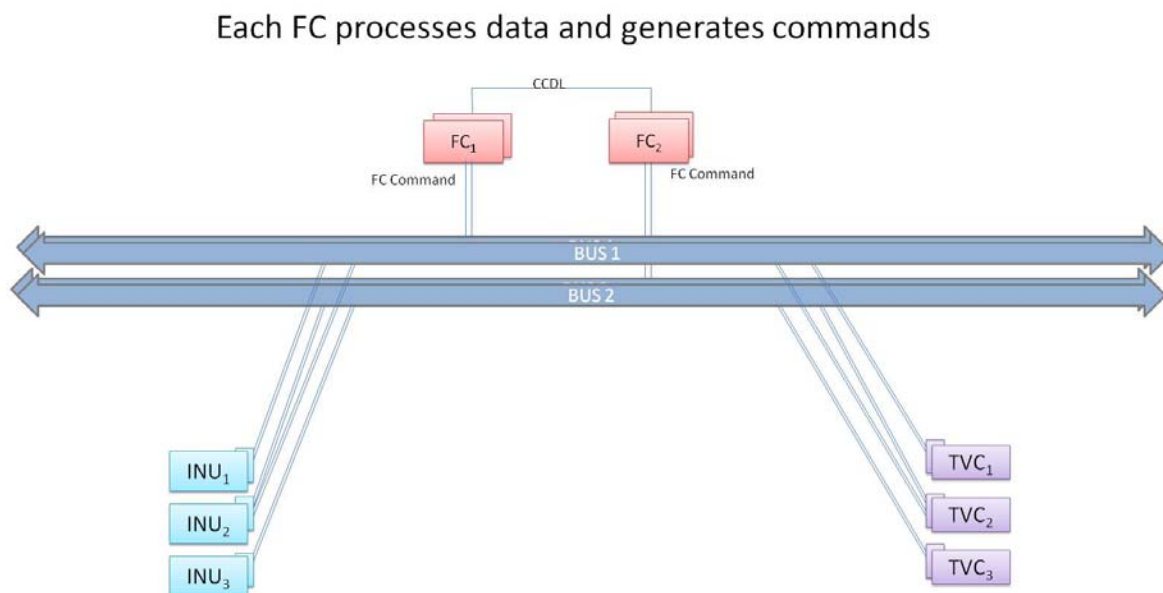 Each FC processes data and generates commands
CCDL
FC₁ FC₂
FC Command FC Command
BUS 1
BUS 2
INU₁ TVC₁
INU₂ TVC₂
INU₃ TVC₃